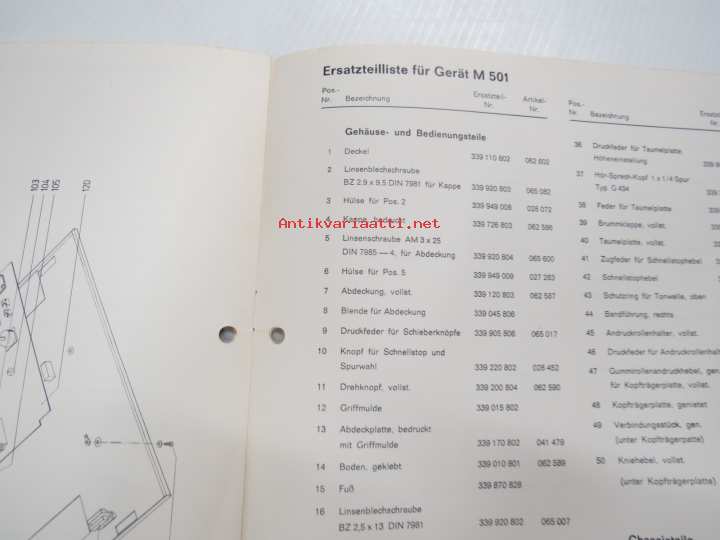 103
104
105
120
Ersatzteilliste für Gerät M 501
Pos.- Nr. Bezeichnung Ersatzteil- Nr. Artikel- Nr.
Gehäuse- und Bedienungsteile
1 Deckel 339 110 802 062 602
2 Linsenblechschraube
BZ 2.9 x 9.5 DIN 7981 für Kappe 339 920 803 065 082
3 Hülse für Pos. 2 339 949 008 026 072
4 Kappe, bedruckt 339 726 803 062 586
5 Linsenschraube AM 3 x 25
DIN 7985 — 4, für Abdeckung 339 920 804 065 600
6 Hülse für Pos. 5 339 949 009 027 283
7 Abdeckung, vollst. 339 120 803 062 587
8 Blende für Abdeckung 339 045 806
9 Druckfeder für Schieberknöpfe 339 905 806 065 017
10 Knopf für Schnellstop und
Spurwahl 339 220 802 028 452
11 Drehknopf, vollst. 339 200 804 062 590
12 Griffmulde 339 015 802
13 Abdeckplatte, bedruckt
mit Griffmulde 339 170 802 041 479
14 Boden, geklebt 339 010 801 062 589
15 Fuß 339 870 828
16 Linsenblechschraube
BZ 2,5 x 13 DIN 7981 339 920 802 065 007
Pos.- Nr. Bezeichnung
36 Druckfeder für Taumelplatte
Höheneinstellung
37 Hör-Sprech-Kopf 1 x 1/4 Spur
Typ. G 434
38 Feder für Taumelplatte
39 Brummklappe, vollst.
40 Taumelplatte, vollst.
41 Zugfeder für Schnellstophebel
42 Schnellstophebel
43 Schutzring für Tonwelle, oben
44 Bandführung, rechts
45 Andruckrollenhalter, vollst.
46 Druckfeder für Andruckrollenhalter
47 Gummirollenandruckhebel, gen.
für Kopfträgerplatte, vollst.
48 Kopfträgerplatte, genietet
49 Verbindungsstück, gen.
(unter Kopfträgerplatte)
50 Kniehebel, vollst.
(unter Kopfträgerplatte)
Chassisteile
Antikvariaatti.net